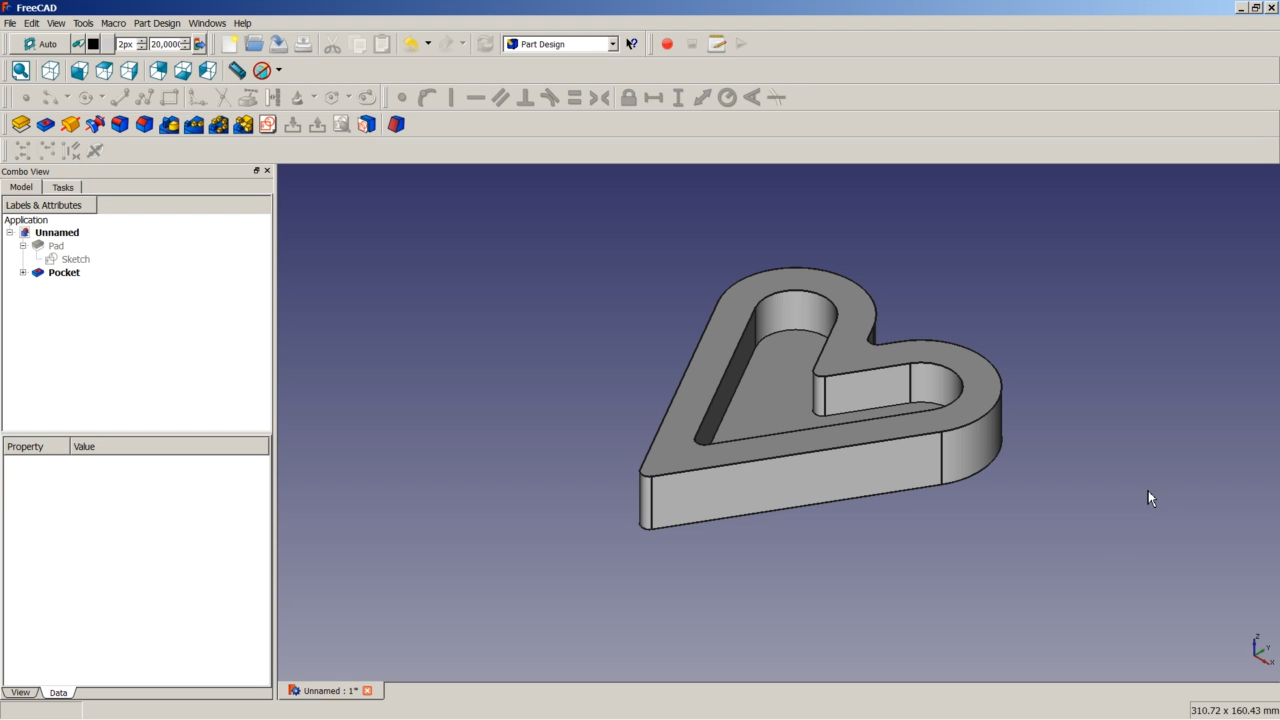 FreeCAD
File Edit View Tools Macro Part Design Windows Help
Auto 2px 20,0000 Part Design
Combo View
Model Tasks
Labels & Attributes
Application
Unnamed
Pad
Sketch
Pocket
Property Value
View Data
Unnamed : 1*
Z
Y
X
310.72 x 160.43 mm